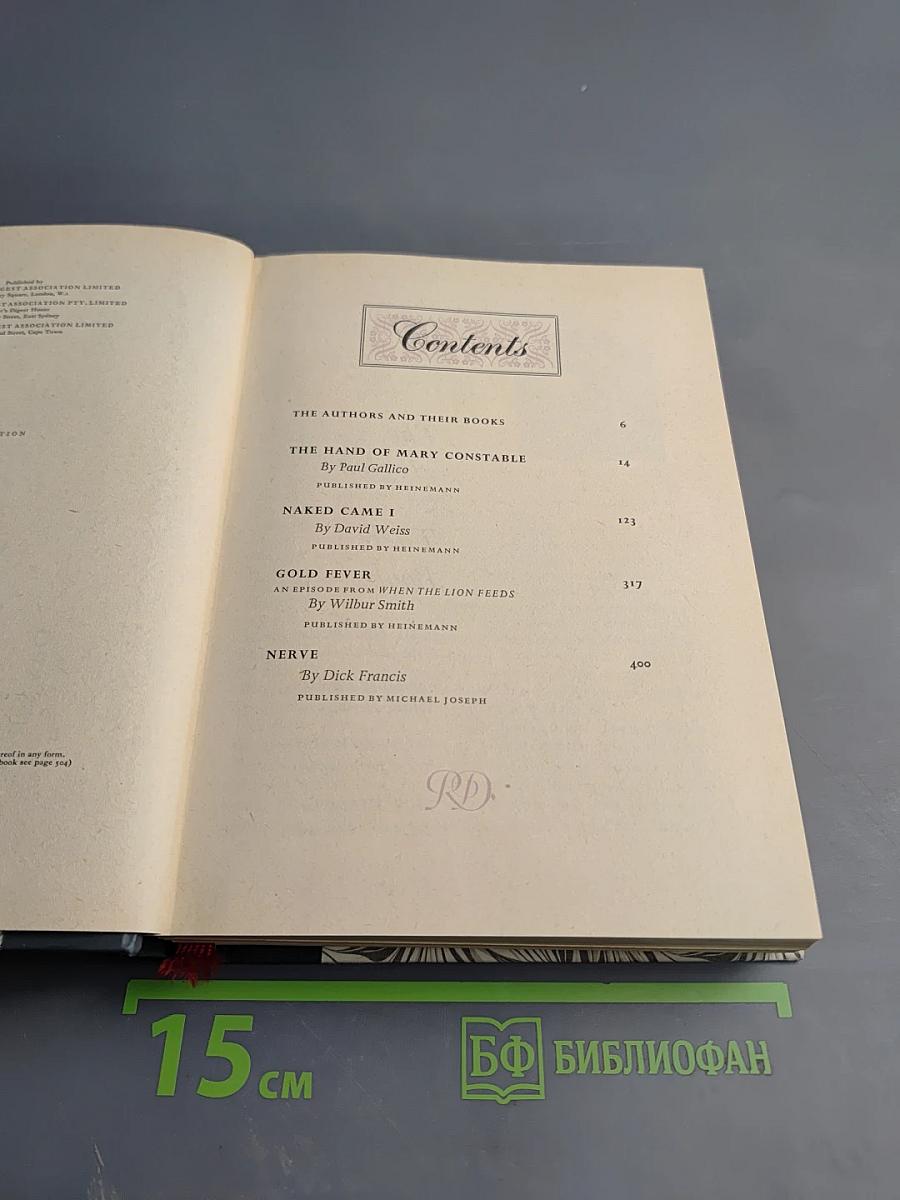 Published by
GEST ASSOCIATION LIMITED
Square, London, W.1
T ASSOCIATION PTY. LIMITED
Digest House
Street, East Sydney
EST ASSOCIATION LIMITED
Street, Cape Town
TION
reof in any form.
book see page 504)
Contents
THE AUTHORS AND THEIR BOOKS 6
THE HAND OF MARY CONSTABLE 14
By Paul Gallico
PUBLISHED BY HEINEMANN
NAKED CAME I 123
By David Weiss
PUBLISHED BY HEINEMANN
GOLD FEVER 317
AN EPISODE FROM WHEN THE LION FEEDS
By Wilbur Smith
PUBLISHED BY HEINEMANN
NERVE 400
By Dick Francis
PUBLISHED BY MICHAEL JOSEPH
RD
15 см
БФ БИБЛИОФАН